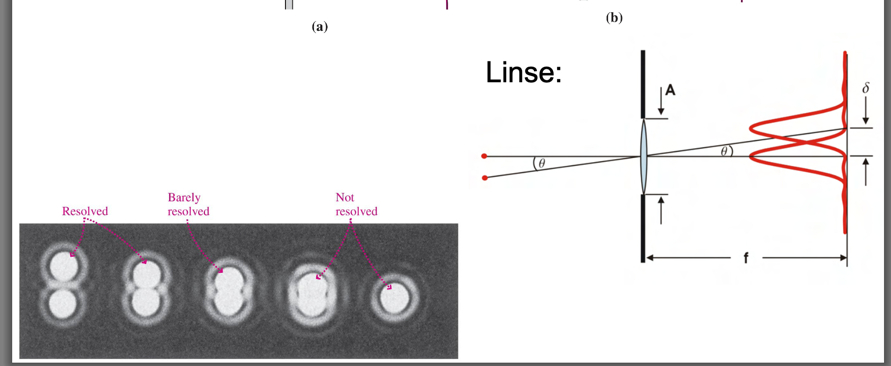 (a)
(b)
Linse:
A
δ
θ
θ
f
Resolved
Barely
resolved
Not
resolved